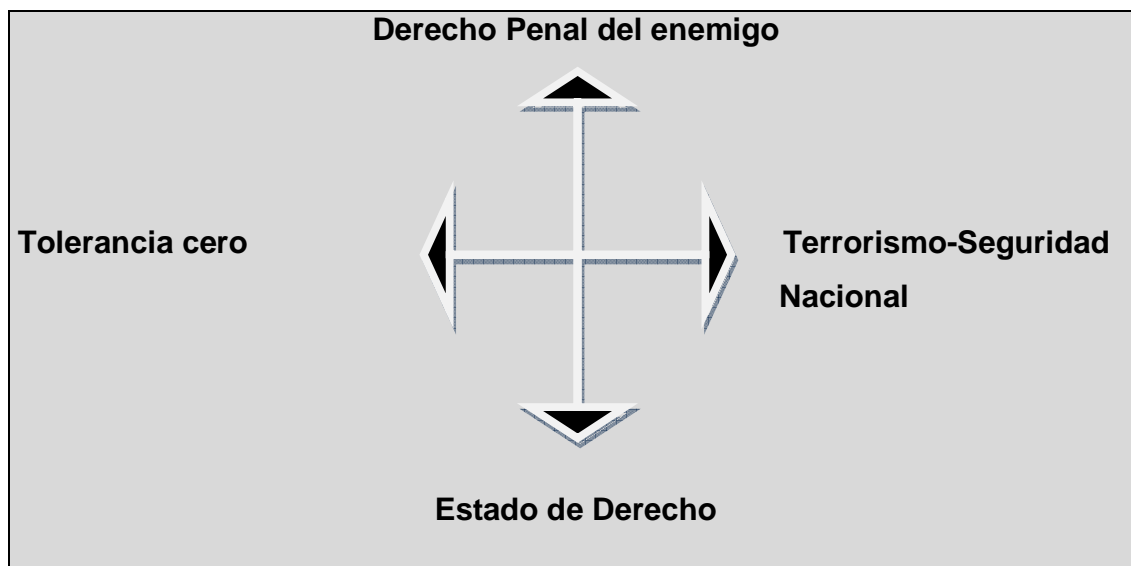 Derecho Penal del enemigo
Tolerancia cero
Terrorismo-Seguridad
Nacional
Estado de Derecho